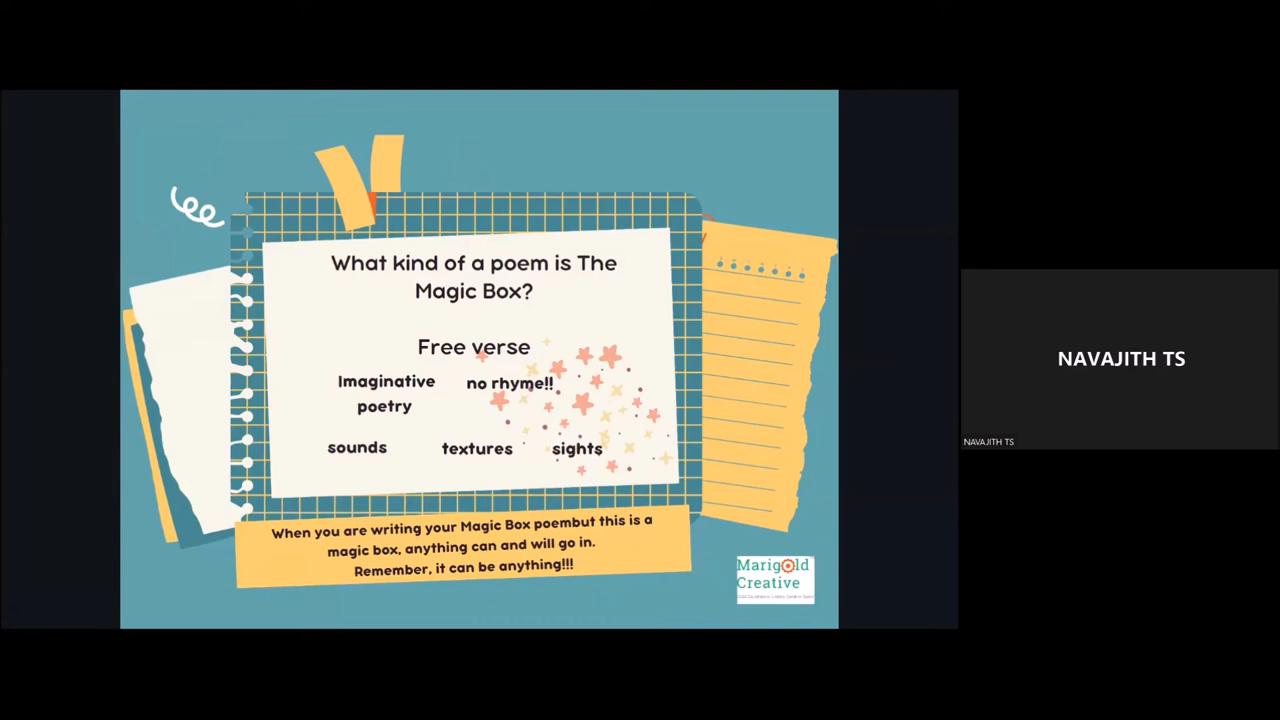 What kind of a poem is The
Magic Box?
Free verse
Imaginative
poetry
no rhyme!!
sounds textures sights
When you are writing your Magic Box poembut this is a
magic box, anything can and will go in.
Remember, it can be anything!!!
Marigold
Creative
NAVAJITH TS
NAVAJITH TS